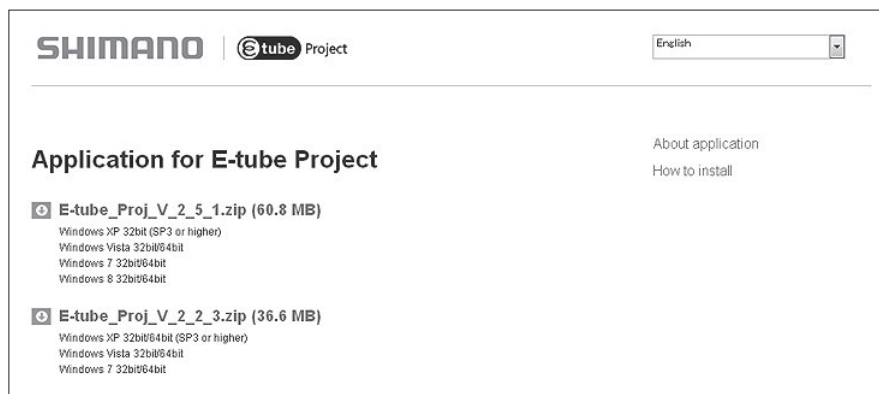 SHIMANO
e tube Project
English
Application for E-tube Project
About application
How to install
E-tube_Proj_V_2_5_1.zip (60.8 MB)
Windows XP 32bit (SP3 or higher)
Windows Vista 32bit/64bit
Windows 7 32bit/64bit
Windows 8 32bit/64bit
E-tube_Proj_V_2_2_3.zip (36.6 MB)
Windows XP 32bit/64bit (SP3 or higher)
Windows Vista 32bit/64bit
Windows 7 32bit/64bit